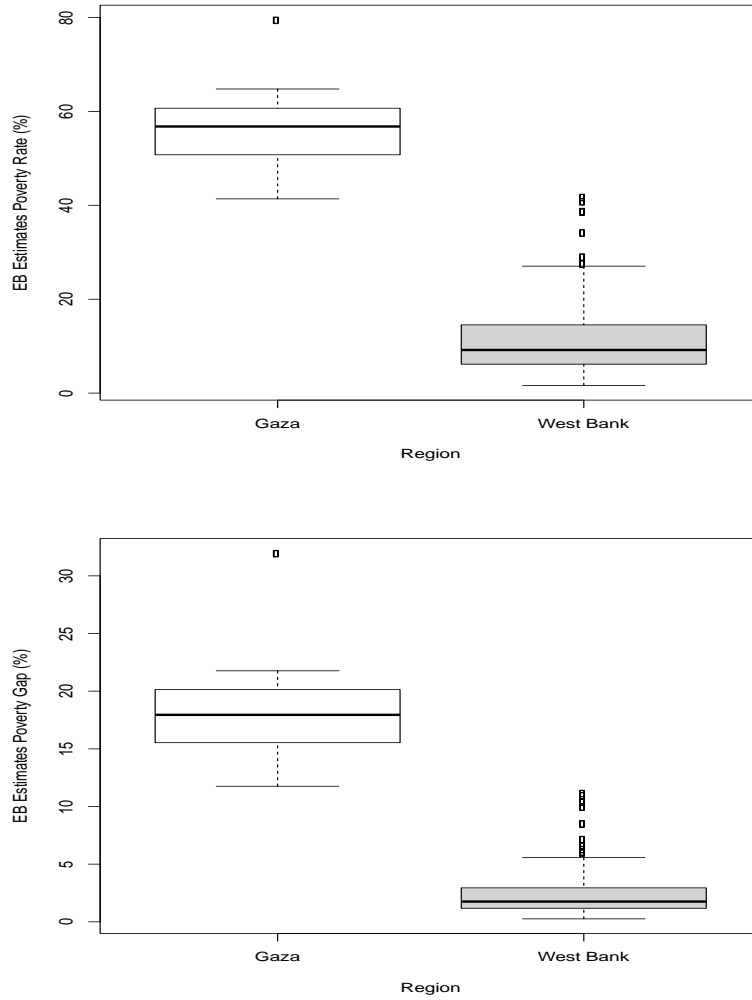 EB Estimates Poverty Rate (%)
80
60
40
20
0
Gaza West Bank
Region
EB Estimates Poverty Gap (%)
30
25
20
15
10
5
0
Gaza West Bank
Region